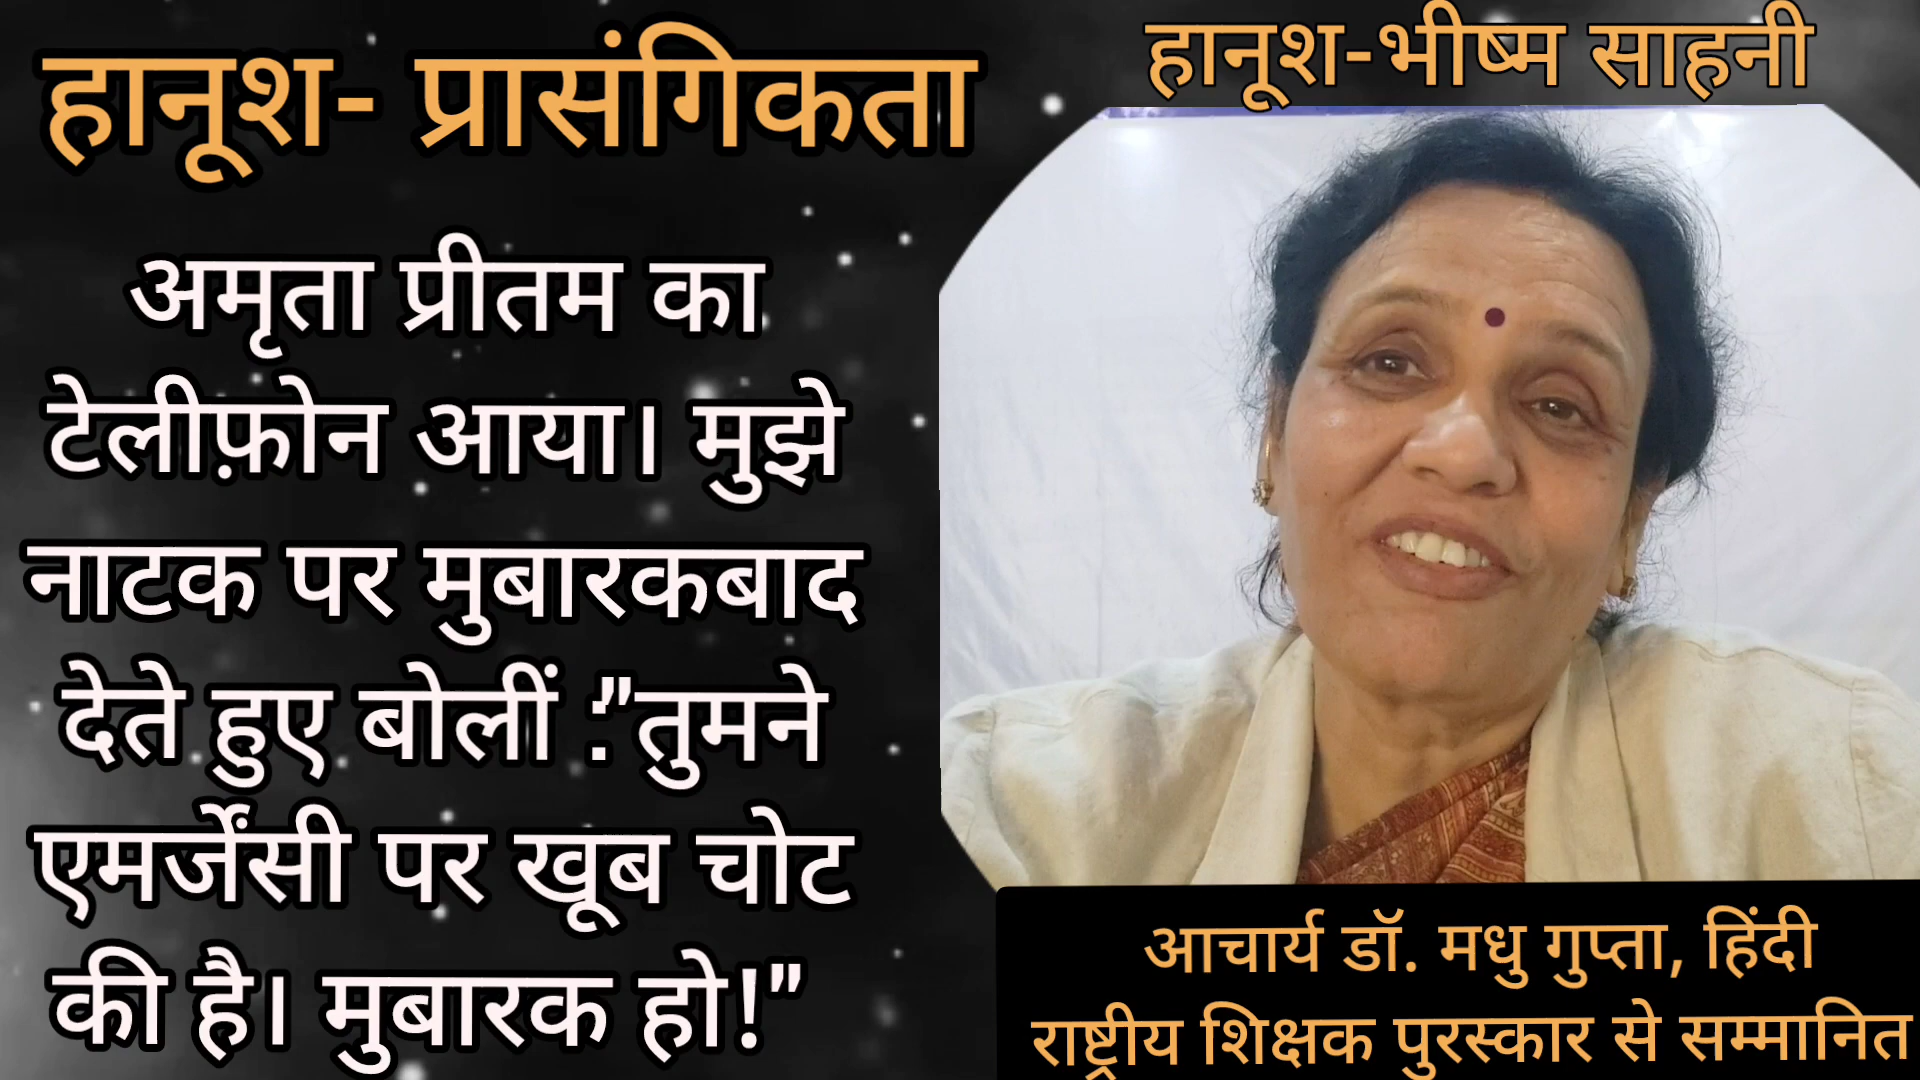 हानूश- प्रासंगिकता
अमृता प्रीतम का
टेलीफ़ोन आया। मुझे
नाटक पर मुबारकबाद
देते हुए बोलीं :"तुमने
एमर्जेंसी पर खूब चोट
की है। मुबारक हो!"
हानूश-भीष्म साहनी
आचार्य डॉ. मधु गुप्ता, हिंदी
राष्ट्रीय शिक्षक पुरस्कार से सम्मानित